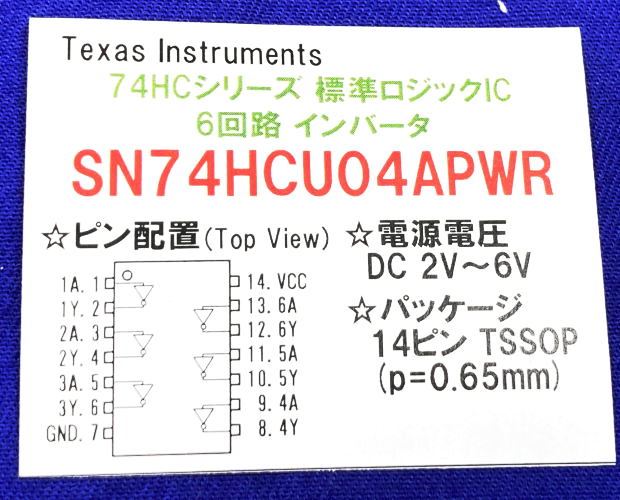 Texas Instruments
74HCシリーズ 標準ロジックIC
6回路 インバータ
SN74HCU04APWR
☆ピン配置(Top View)
1A. 1
1Y. 2
2A. 3
2Y. 4
3A. 5
3Y. 6
GND. 7
14. VCC
13. 6A
12. 6Y
11. 5A
10. 5Y
9. 4A
8. 4Y
☆電源電圧
DC 2V～6V
☆パッケージ
14ピン TSSOP
(p=0.65mm)